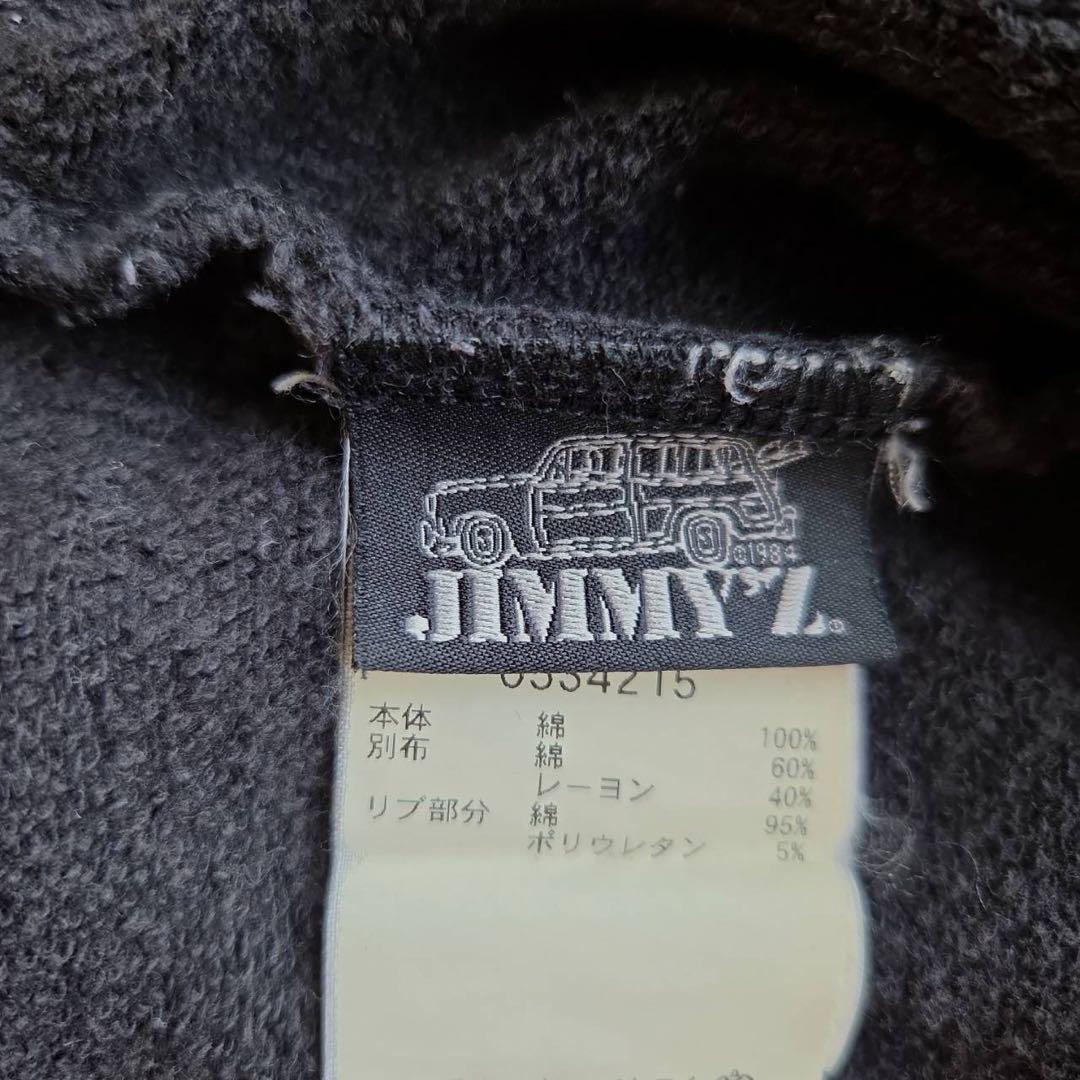 ©1984
JIMMY'Z®
本体 綿 100%
別布 綿 60%
レーヨン 40%
リブ部分 綿 95%
ポリウレタン 5%